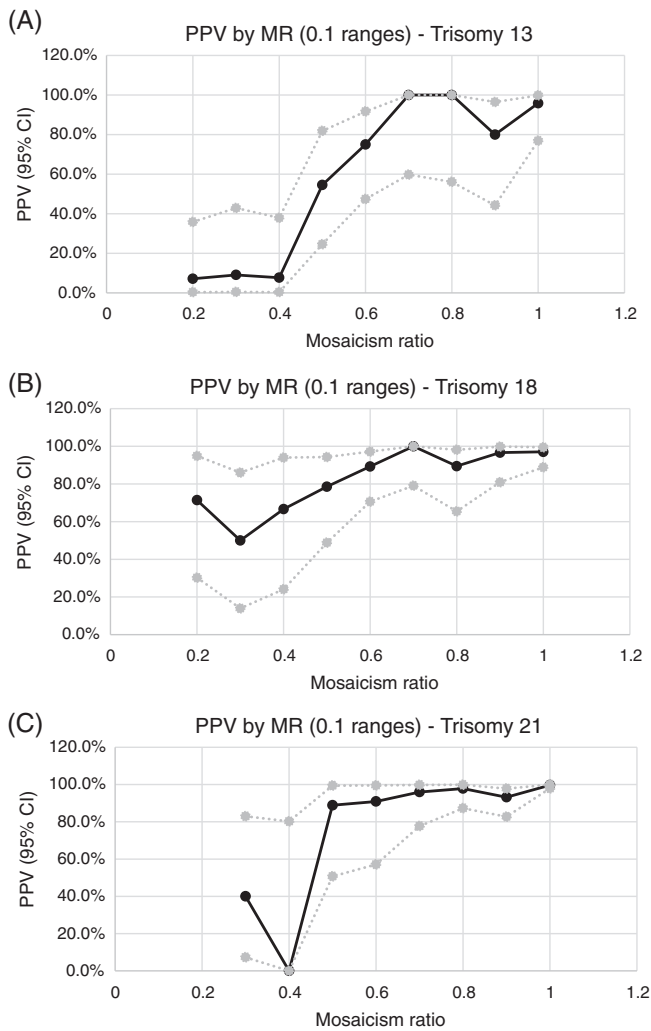 (A)
PPV by MR (0.1 ranges) - Trisomy 13
PPV (95% CI)
120.0%
100.0%
80.0%
60.0%
40.0%
20.0%
0.0%
0 0.2 0.4 0.6 0.8 1 1.2
Mosaicism ratio
(B)
PPV by MR (0.1 ranges) - Trisomy 18
PPV (95% CI)
120.0%
100.0%
80.0%
60.0%
40.0%
20.0%
0.0%
0 0.2 0.4 0.6 0.8 1 1.2
Mosaicism ratio
(C)
PPV by MR (0.1 ranges) - Trisomy 21
PPV (95% CI)
120.0%
100.0%
80.0%
60.0%
40.0%
20.0%
0.0%
0 0.2 0.4 0.6 0.8 1 1.2
Mosaicism ratio